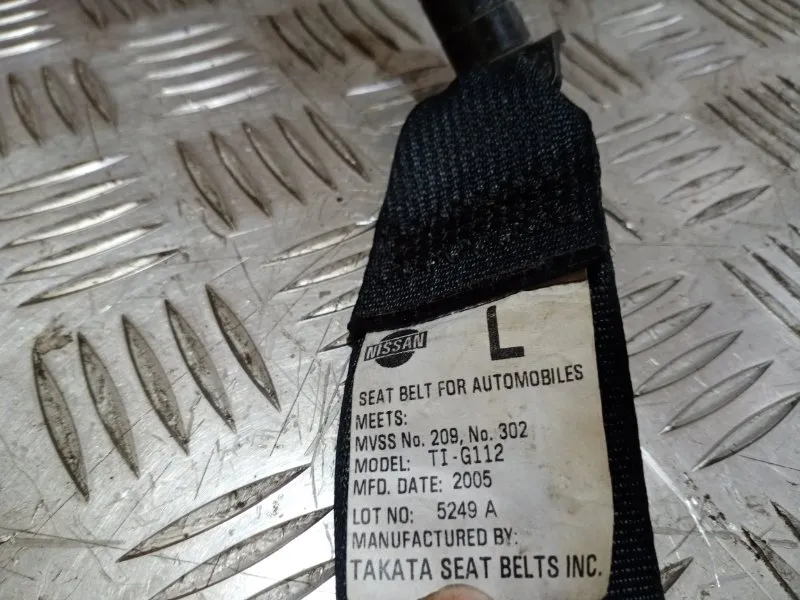 NISSAN L
SEAT BELT FOR AUTOMOBILES
MEETS:
MVSS No. 209, No. 302
MODEL: TI-G112
MFD. DATE: 2005
LOT NO: 5249 A
MANUFACTURED BY:
TAKATA SEAT BELTS INC.